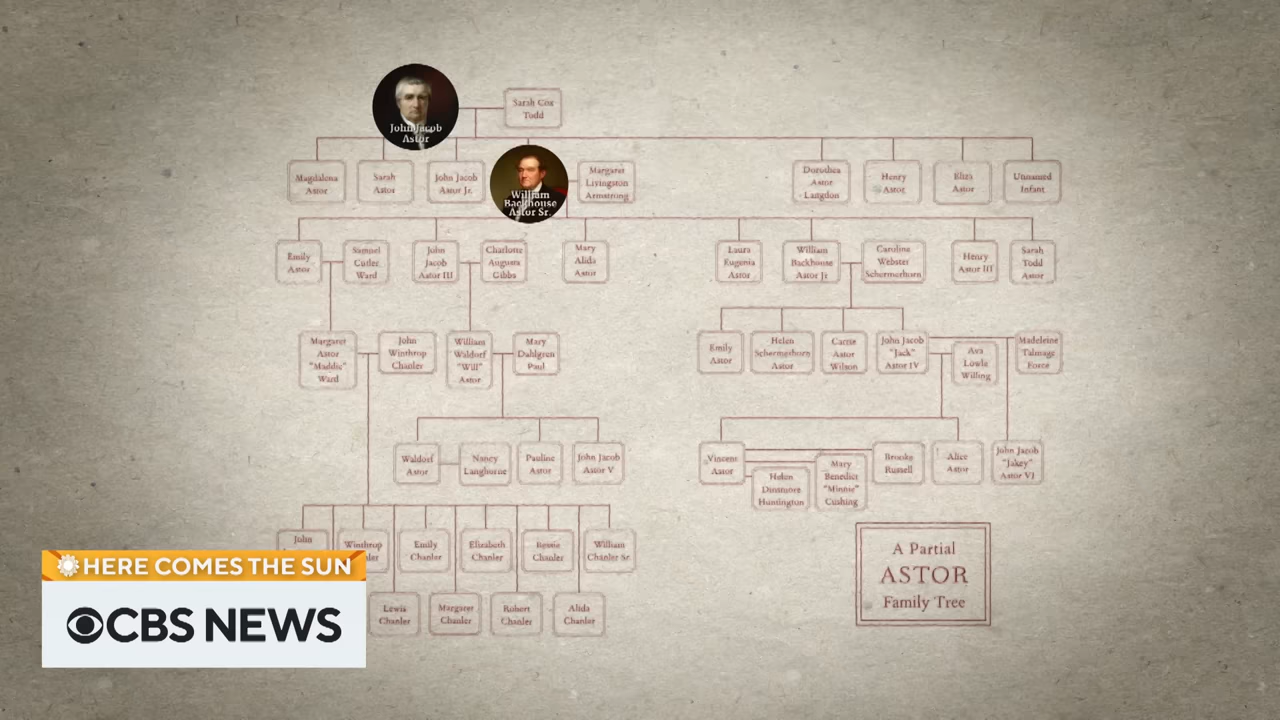 John Jacob
Astor
Sarah Cox
Todd
Magdalena
Astor
Sarah
Astor
John Jacob
Astor Jr.
William
Backhouse
Astor Sr.
Margaret
Livingston
Armstrong
Dorothea
Astor
Langdon
Henry
Astor
Eliza
Astor
Unnamed
Infant
Emily
Astor
Samuel
Cutler
Ward
John
Jacob
Astor III
Charlotte
Augusta
Gibbs
Mary
Alida
Astor
Laura
Eugenia
Astor
William
Backhouse
Astor Jr
Caroline
Webster
Schermerhorn
Henry
Astor III
Sarah
Todd
Astor
Margaret
Astor
"Maddie"
Ward
John
Winthrop
Chanler
William
Waldorf
"Will"
Astor
Mary
Dahlgren
Paul
Emily
Astor
Helen
Schermerhorn
Astor
Carrie
Astor
Wilson
John Jacob
"Jack"
Astor IV
Ava
Lowle
Willing
Madeleine
Talmage
Force
Waldorf
Astor
Nancy
Langhorne
Pauline
Astor
John Jacob
Astor V
Vincent
Astor
Helen
Dinsmore
Huntington
Mary
Benedict
"Minnie"
Cushing
Brooke
Russell
Alice
Astor
John Jacob
"Jakey"
Astor VI
John
Winthrop
Emily
Chanler
Elizabeth
Chanler
Chanler
William
Chanler Sr.
Lewis
Chanler
Margaret
Chanler
Robert
Chanler
Alida
Chanler
A Partial
ASTOR
Family Tree
HERE COMES THE SUN
CBS NEWS